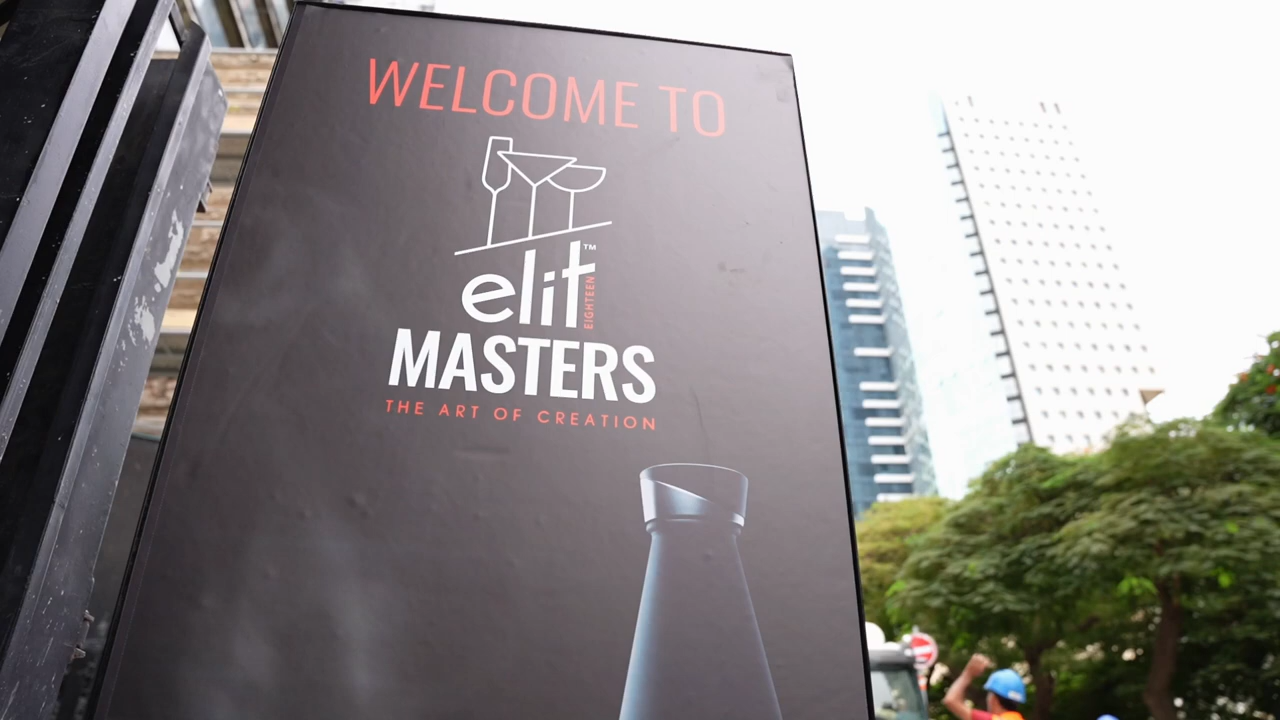 WELCOME TO
elit™
EIGHTEEN
MASTERS
THE ART OF CREATION